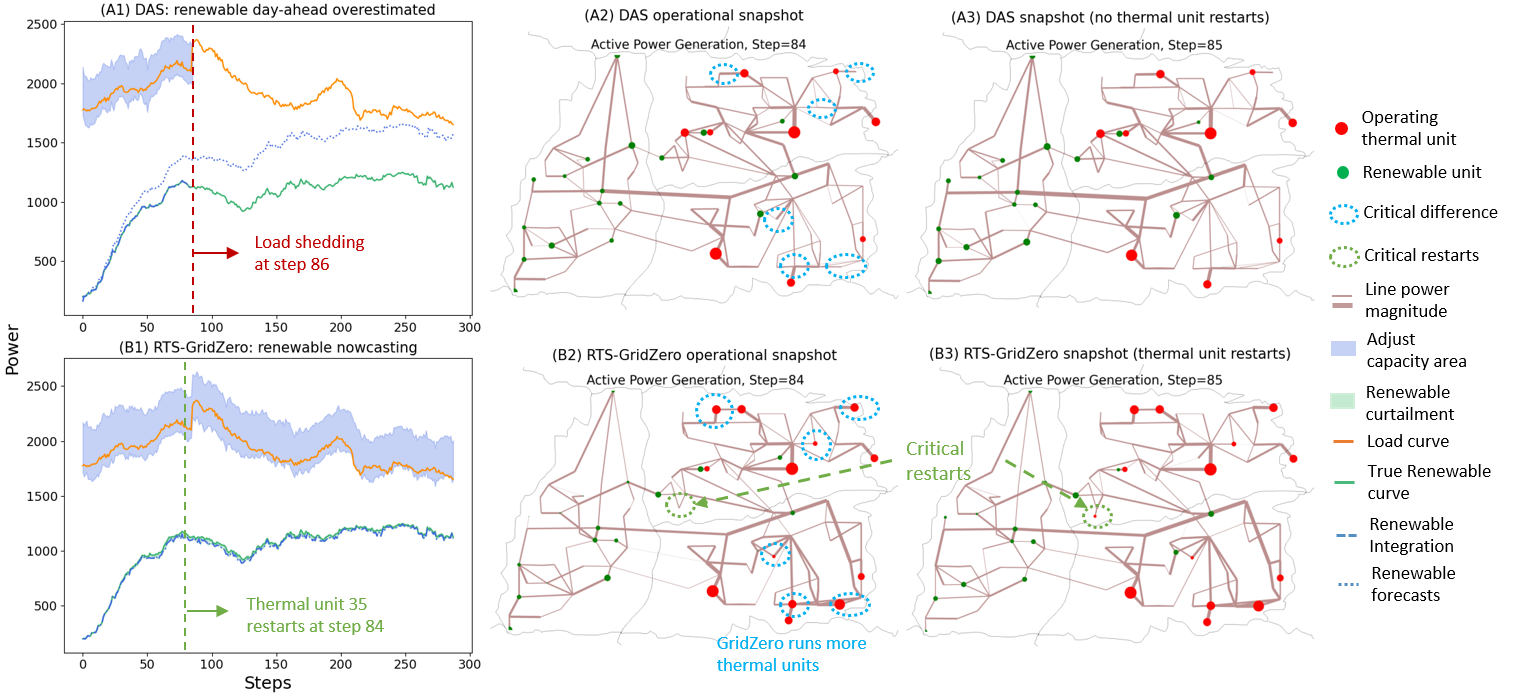 (A1) DAS: renewable day-ahead overestimated
2500
2000
1500
1000
500
0
50
100
150
200
250
300
Load shedding
at step 86
(A2) DAS operational snapshot
Active Power Generation, Step=84
(A3) DAS snapshot (no thermal unit restarts)
Active Power Generation, Step=85
Power
(B1) RTS-GridZero: renewable nowcasting
2500
2000
1500
1000
500
0
50
100
150
200
250
300
Thermal unit 35
restarts at step 84
Steps
(B2) RTS-GridZero operational snapshot
Active Power Generation, Step=84
GridZero runs more
thermal units
Critical
restarts
(B3) RTS-GridZero snapshot (thermal unit restarts)
Active Power Generation, Step=85
Operating
thermal unit
Renewable unit
Critical difference
Critical restarts
Line power
magnitude
Adjust
capacity area
Renewable
curtailment
Load curve
True Renewable
curve
Renewable
Integration
Renewable
forecasts